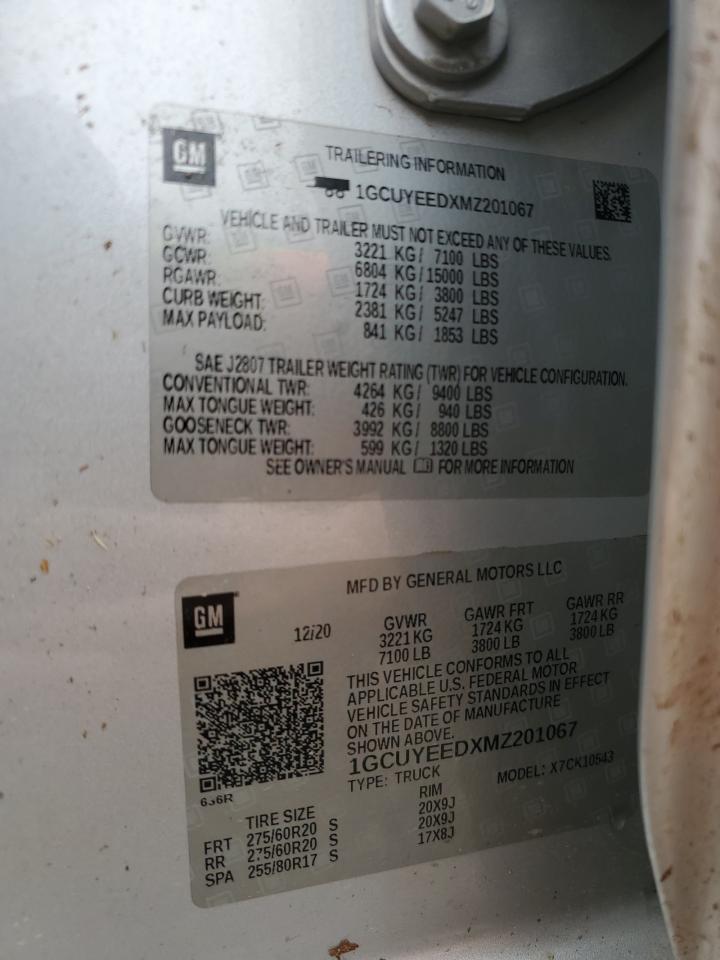 GM
TRAILERING INFORMATION
1GCUYEEDXMZ201067
VEHICLE AND TRAILER MUST NOT EXCEED ANY OF THESE VALUES.
GVWR: 3221 KG/ 7100 LBS
GCWR: 6804 KG/ 15000 LBS
RGAWR: 1724 KG/ 3800 LBS
CURB WEIGHT: 2381 KG/ 5247 LBS
MAX PAYLOAD: 841 KG/ 1853 LBS
SAE J2807 TRAILER WEIGHT RATING (TWR) FOR VEHICLE CONFIGURATION.
CONVENTIONAL TWR: 4264 KG/ 9400 LBS
MAX TONGUE WEIGHT: 426 KG/ 940 LBS
GOOSENECK TWR: 3992 KG/ 8800 LBS
MAX TONGUE WEIGHT: 599 KG/ 1320 LBS
SEE OWNER'S MANUAL FOR MORE INFORMATION
GM
MFD BY GENERAL MOTORS LLC
12/20 GVWR GAWR FRT GAWR RR
3221 KG 1724 KG 1724 KG
7100 LB 3800 LB 3800 LB
THIS VEHICLE CONFORMS TO ALL
APPLICABLE U.S. FEDERAL MOTOR
VEHICLE SAFETY STANDARDS IN EFFECT
ON THE DATE OF MANUFACTURE
SHOWN ABOVE.
1GCUYEEDXMZ201067
TYPE: TRUCK MODEL: X7CK10543
TIRE SIZE RIM
FRT 275/60R20 S 20X9J
RR 275/60R20 S 20X9J
SPA 255/80R17 S 17X8J